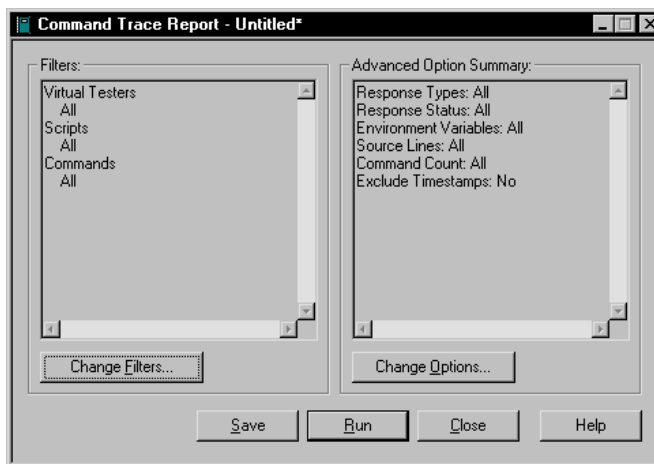 Command Trace Report - Untitled*
Filters:
Virtual Testers
All
Scripts
All
Commands
All
Change Filters...
Advanced Option Summary:
Response Types: All
Response Status: All
Environment Variables: All
Source Lines: All
Command Count: All
Exclude Timestamps: No
Change Options...
Save
Run
Close
Help